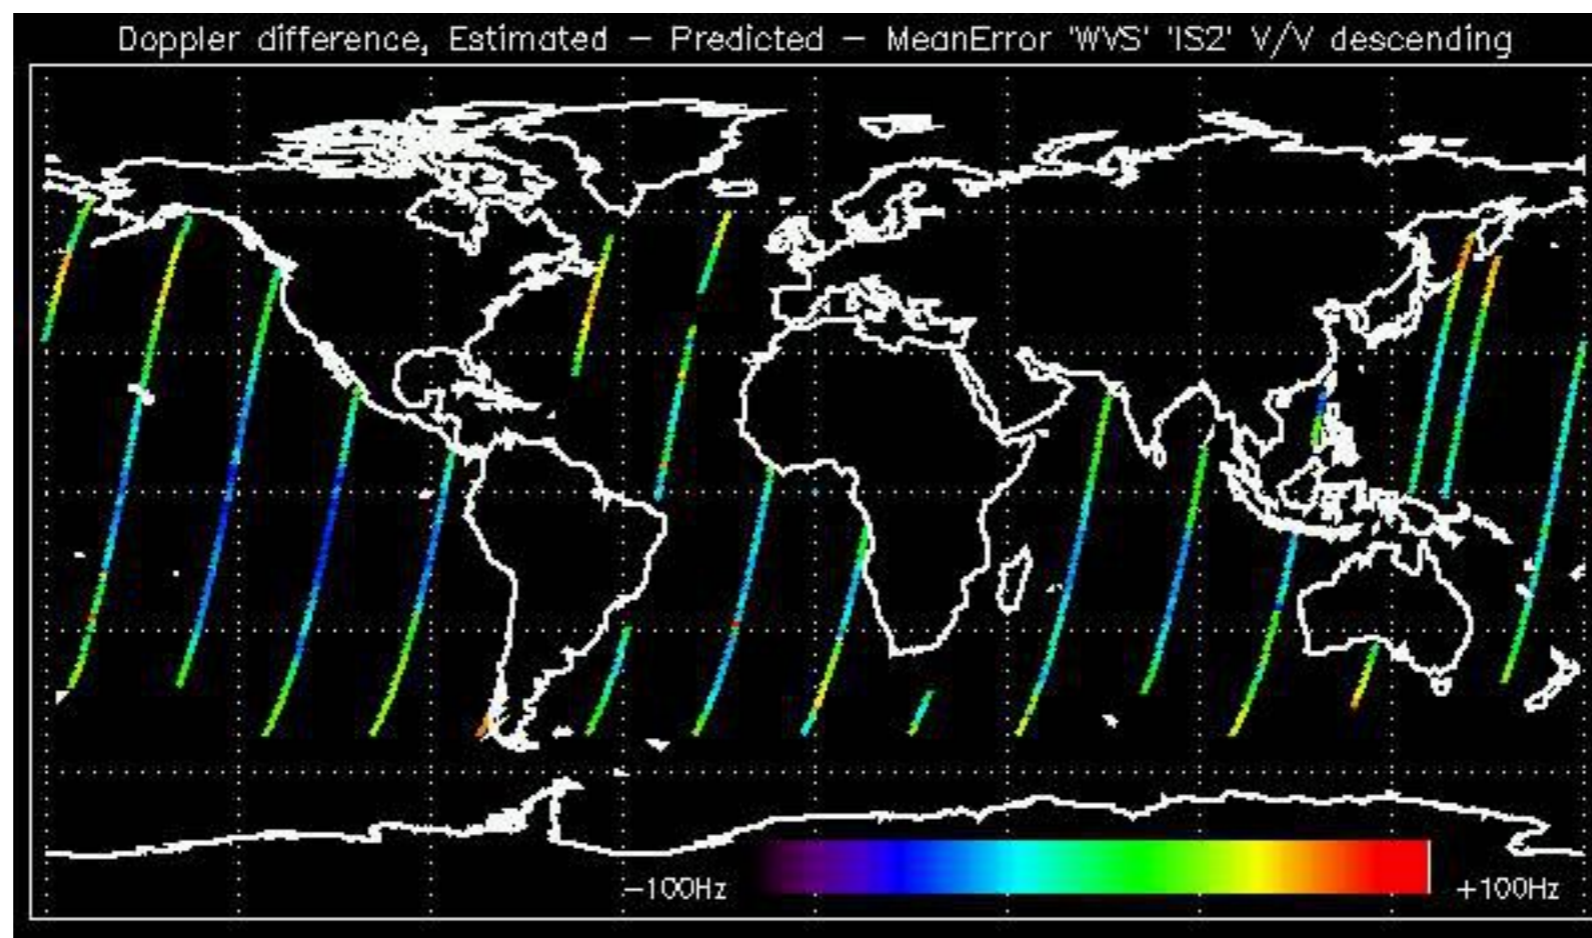 Doppler difference, Estimated – Predicted – MeanError 'WVS' 'IS2' V/V descending
–100Hz
+100Hz